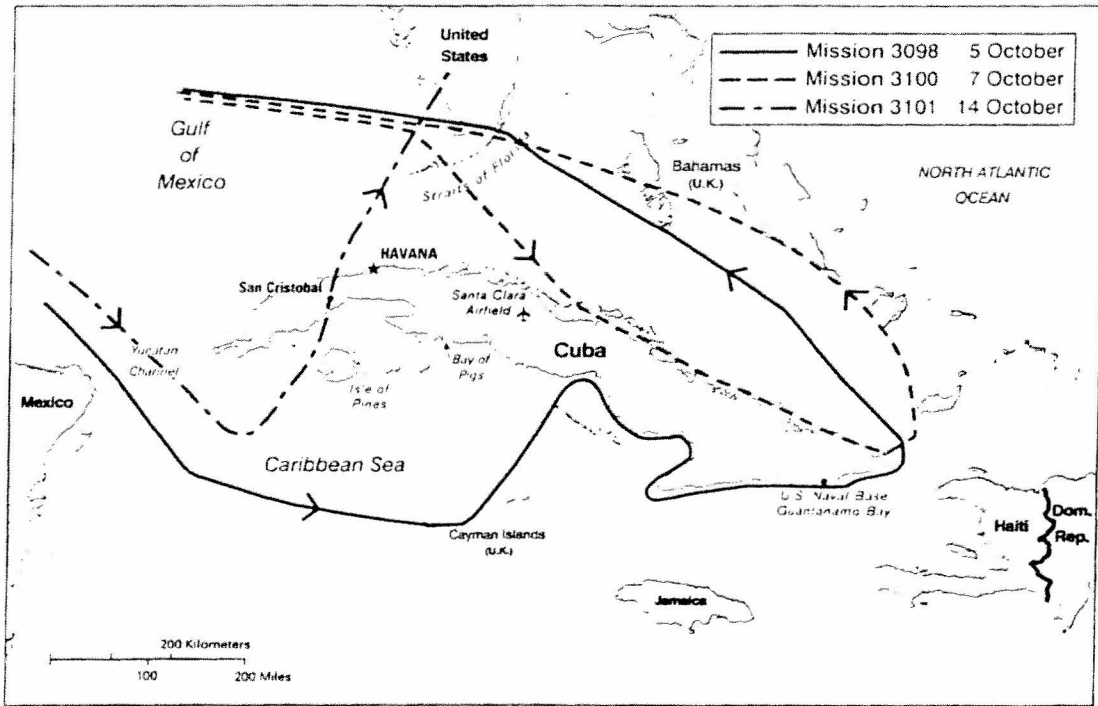 United
States
Mission 3098 5 October
Mission 3100 7 October
Mission 3101 14 October
Gulf
of
Mexico
Straits of
Bahamas
(U.K.)
NORTH ATLANTIC
OCEAN
HAVANA
San Cristobal
Santa Clara
Airfield
Yucatan
Channel
Cuba
Bay of
Pigs
Isle of
Pines
Mexico
Caribbean Sea
U.S. Naval Base
Guantanamo Bay
Cayman Islands
(U.K.)
Haiti
Dom.
Rep.
Jamaica
200 Kilometers
100 200 Miles